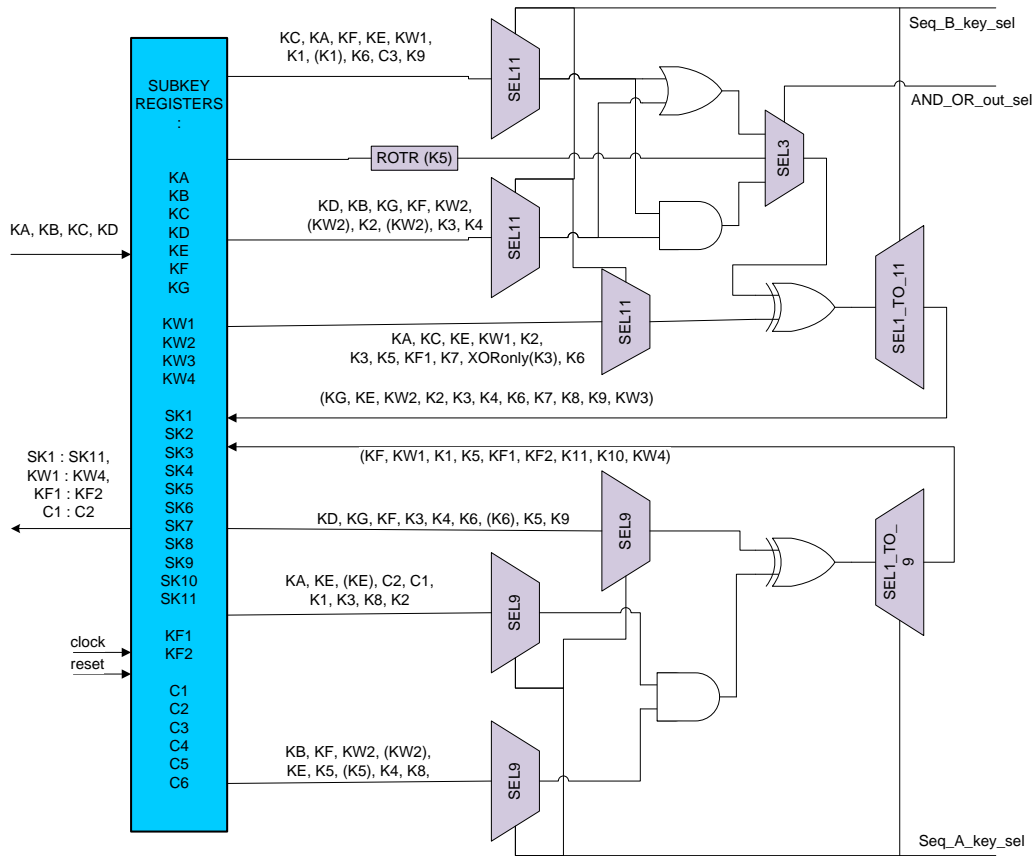 Seq_B_key_sel
KC, KA, KF, KE, KW1,
K1, (K1), K6, C3, K9
SEL11
SUBKEY
REGISTERS
:
AND_OR_out_sel
SEL3
ROTR (K5)
KA
KB
KC
KD
KE
KF
KG
KD, KB, KG, KF, KW2,
(KW2), K2, (KW2), K3, K4
SEL11
KA, KB, KC, KD
SEL11
SEL1_TO_11
KW1
KW2
KW3
KW4
KA, KC, KE, KW1, K2,
K3, K5, KF1, K7, XORonly(K3), K6
(KG, KE, KW2, K2, K3, K4, K6, K7, K8, K9, KW3)
SK1
SK2
SK3
SK4
SK5
SK6
SK7
SK8
SK9
SK10
SK11
(KF, KW1, K1, K5, KF1, KF2, K11, K10, KW4)
SK1 : SK11,
KW1 : KW4,
KF1 : KF2
C1 : C2
KD, KG, KF, K3, K4, K6, (K6), K5, K9
SEL9
SEL1_TO_
9
KA, KE, (KE), C2, C1,
K1, K3, K8, K2
SEL9
clock
reset
KF1
KF2
C1
C2
C3
C4
C5
C6
KB, KF, KW2, (KW2),
KE, K5, (K5), K4, K8,
SEL9
Seq_A_key_sel